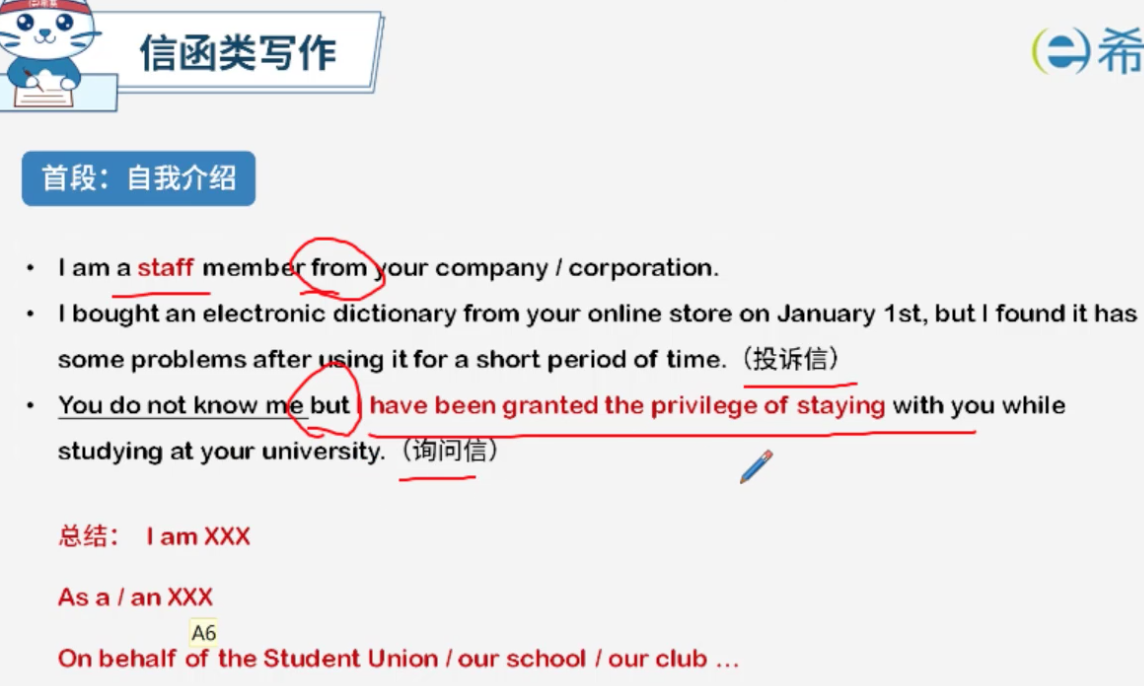 信函类写作
希
首段：自我介绍
• I am a staff member from your company / corporation.
• I bought an electronic dictionary from your online store on January 1st, but I found it has
some problems after using it for a short period of time.（投诉信）
• You do not know me but I have been granted the privilege of staying with you while
studying at your university.（询问信）
总结： I am XXX
As a / an XXX
A6
On behalf of the Student Union / our school / our club …